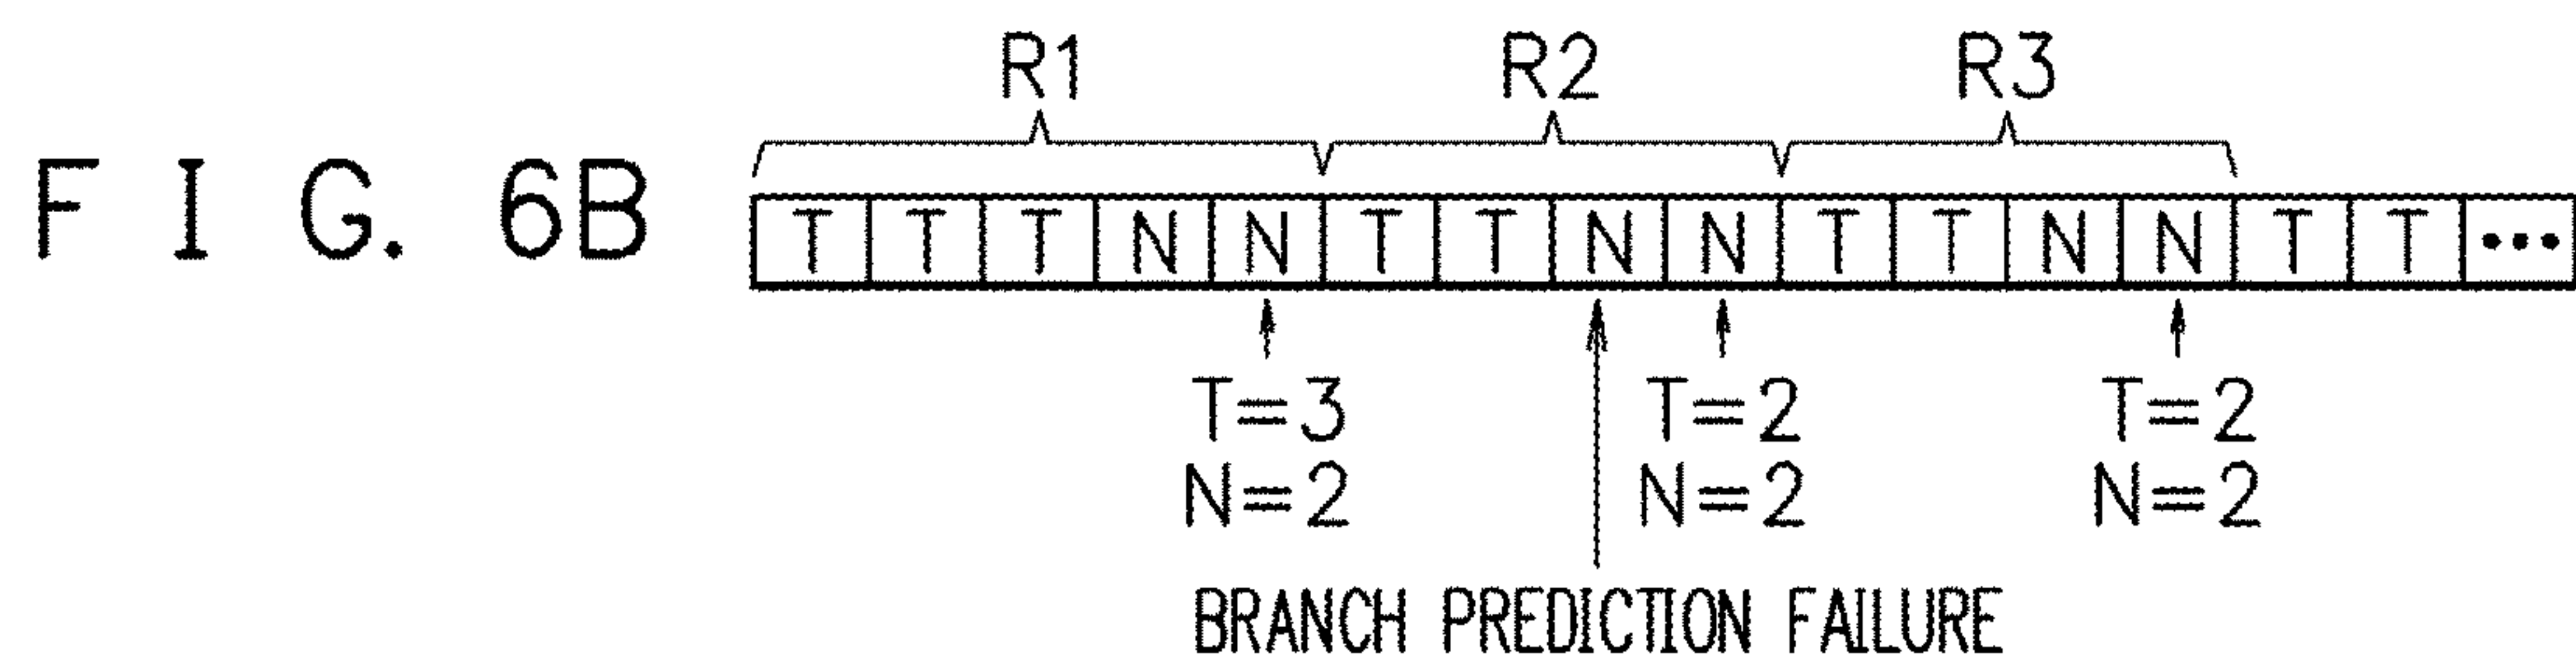 R1 R2 R3
F I G. 6B T T T N N T T N N T T N N T T •••
T=3 T=2 T=2
N=2 N=2 N=2
BRANCH PREDICTION FAILURE